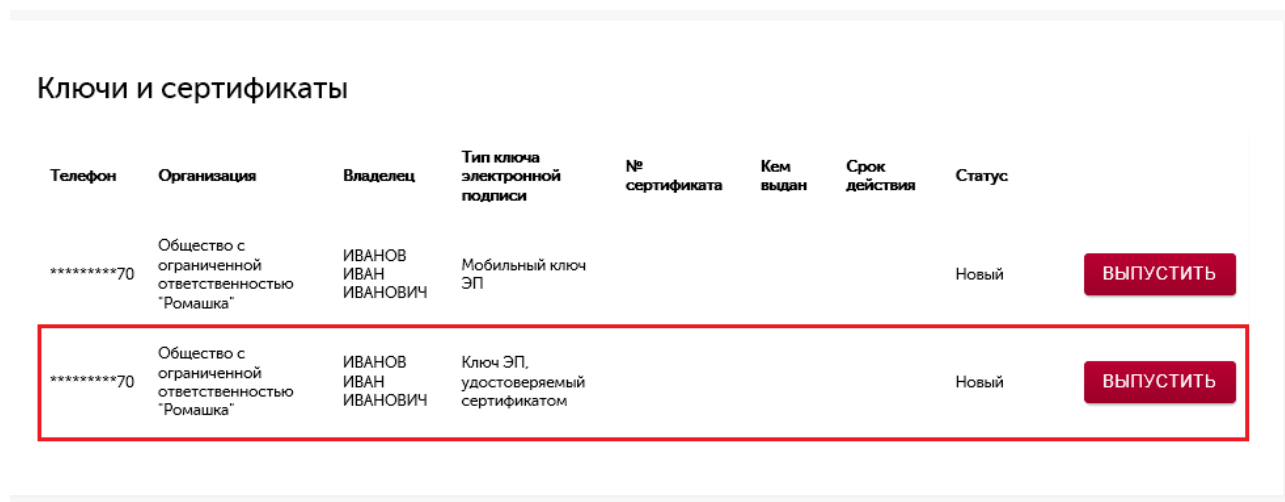 Ключи и сертификаты
Телефон Организация Владелец Тип ключа электронной подписи № сертификата Кем выдан Срок действия Статус
*********70 Общество с ограниченной ответственностью "Ромашка" ИВАНОВ ИВАН ИВАНОВИЧ Мобильный ключ ЭП Новый ВЫПУСТИТЬ
*********70 Общество с ограниченной ответственностью "Ромашка" ИВАНОВ ИВАН ИВАНОВИЧ Ключ ЭП, удостоверяемый сертификатом Новый ВЫПУСТИТЬ